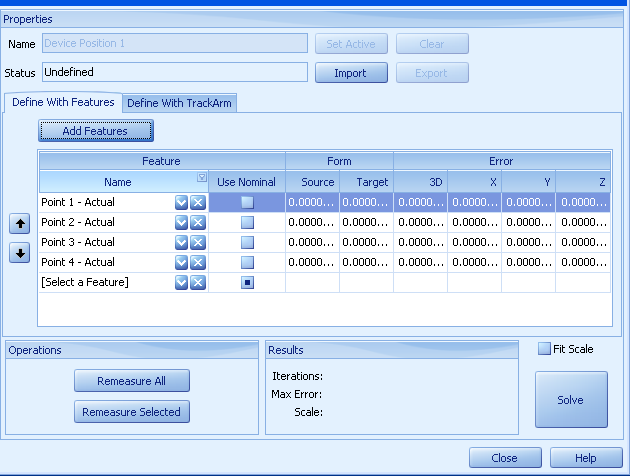 Properties
Name Device Position 1 Set Active Clear
Status Undefined Import Export
Define With Features Define With TrackArm
Add Features
Feature Form Error
Name Use Nominal Source Target 3D X Y Z
Point 1 - Actual 0.0000... 0.0000... 0.0000... 0.0000... 0.0000... 0.0000...
Point 2 - Actual 0.0000... 0.0000... 0.0000... 0.0000... 0.0000... 0.0000...
Point 3 - Actual 0.0000... 0.0000... 0.0000... 0.0000... 0.0000... 0.0000...
Point 4 - Actual 0.0000... 0.0000... 0.0000... 0.0000... 0.0000... 0.0000...
[Select a Feature]
Operations Results Fit Scale
Remeasure All Iterations:
Max Error:
Remeasure Selected Scale:
Solve
Close Help